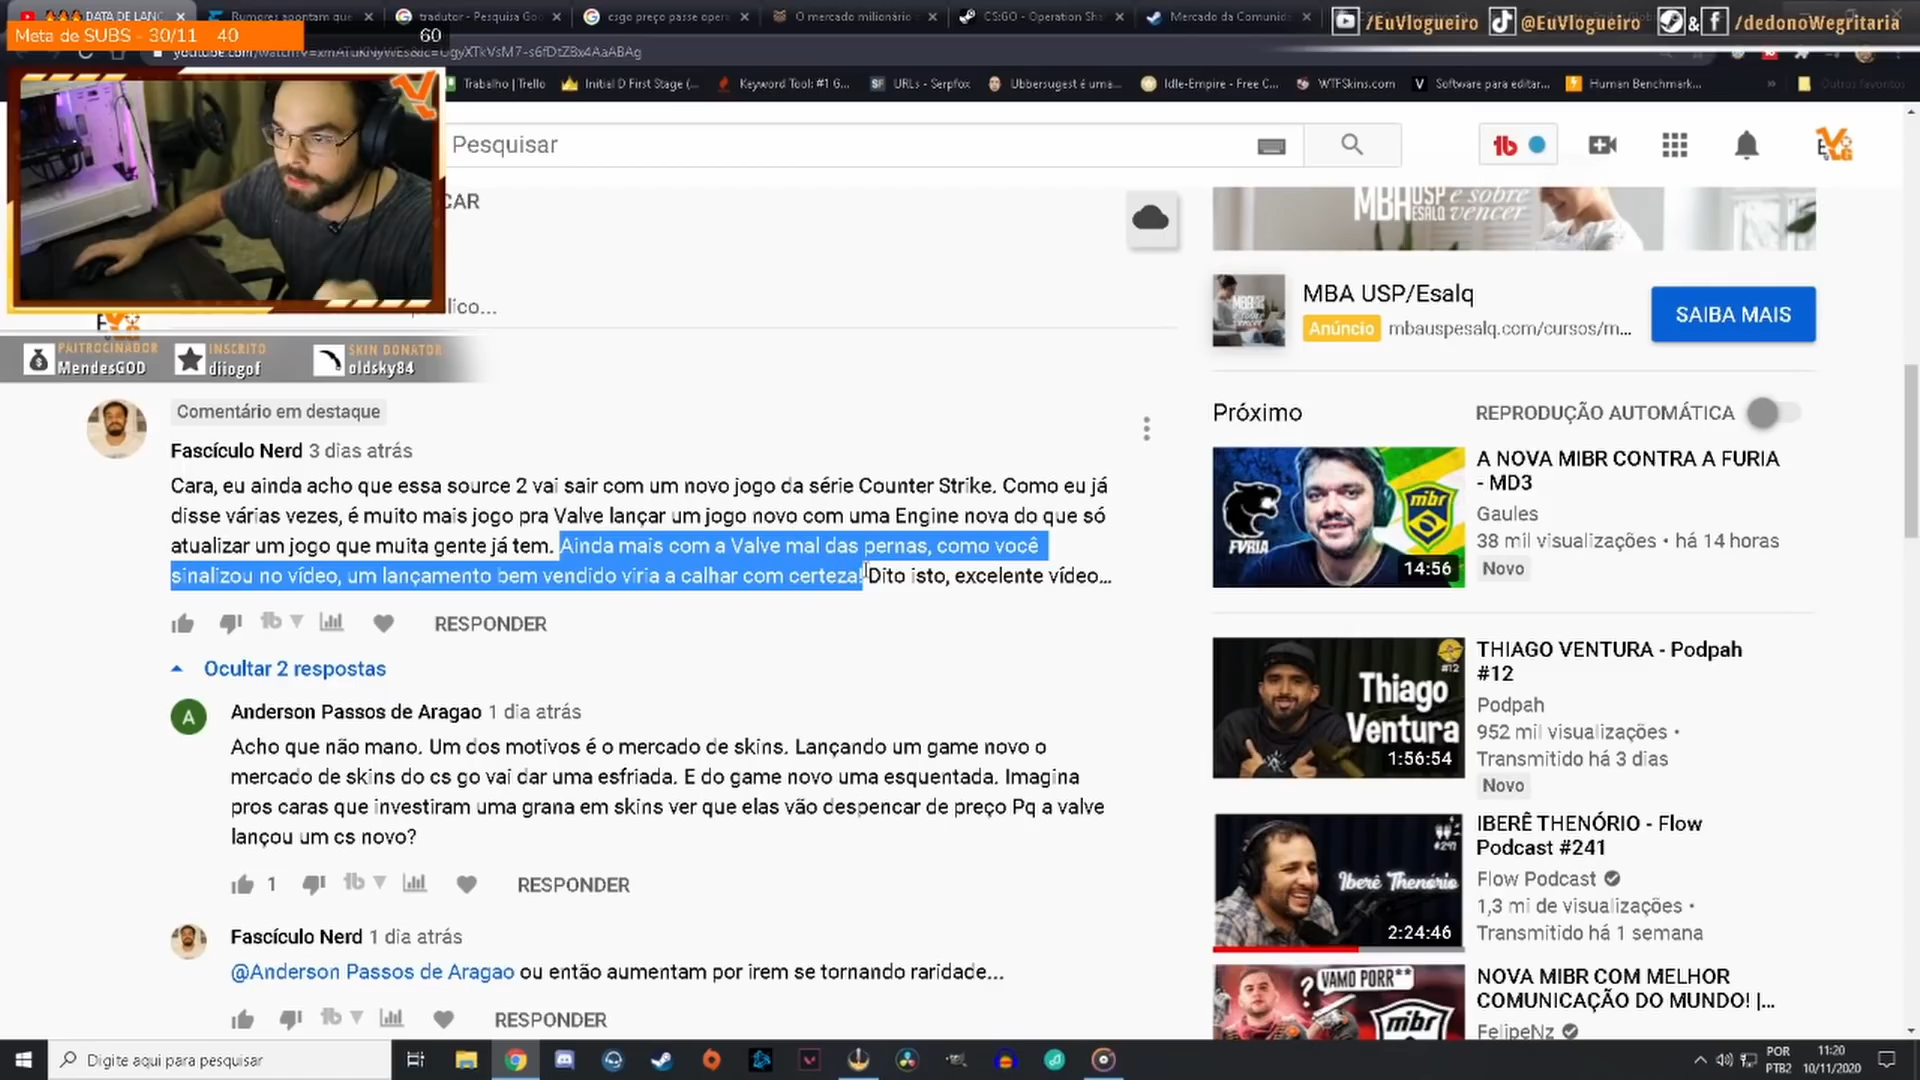 DATA DE LANÇ
Rumores apontam que
tradutor - Pesquisa Goo
csgo preço passe opera
O mercado milionário
CS:GO - Operation Sha
Mercado da Comunida
Meta de SUBS - 30/11 40
60
/EuVlogueiro
@EuVlogueiro
&
/dedonoWegritaria
Trabalho | Trello
Initial D First Stage (...
Keyword Tool: #1 G...
URLs - Serpfox
Ubbersugest é uma...
Idle-Empire - Free C...
WTFSkins.com
Software para editar...
Human Benchmark...
»
Outros favoritos
Pesquisar
CAR
lico...
PAITROCINADOR
MendesGOD
INSCRITO
diiogof
SKIN DONATOR
oldsky84
Comentário em destaque
Fascículo Nerd 3 dias atrás
Cara, eu ainda acho que essa source 2 vai sair com um novo jogo da série Counter Strike. Como eu já
disse várias vezes, é muito mais jogo pra Valve lançar um jogo novo com uma Engine nova do que só
atualizar um jogo que muita gente já tem. Ainda mais com a Valve mal das pernas, como você
sinalizou no vídeo, um lançamento bem vendido viria a calhar com certeza! Dito isto, excelente vídeo...
RESPONDER
Ocultar 2 respostas
A
Anderson Passos de Aragao 1 dia atrás
Acho que não mano. Um dos motivos é o mercado de skins. Lançando um game novo o
mercado de skins do cs go vai dar uma esfriada. E do game novo uma esquentada. Imagina
pros caras que investiram uma grana em skins ver que elas vão despencar de preço Pq a valve
lançou um cs novo?
1
RESPONDER
Fascículo Nerd 1 dia atrás
@Anderson Passos de Aragao ou então aumentam por irem se tornando raridade...
RESPONDER
MBA USP ESALQ e sobre vencer
MBA USP/Esalq
Anúncio mbauspesalq.com/cursos/m...
SAIBA MAIS
Próximo
REPRODUÇÃO AUTOMÁTICA
FVRIA
mibr
14:56
A NOVA MIBR CONTRA A FURIA
- MD3
Gaules
38 mil visualizações • há 14 horas
Novo
#12
Thiago
Ventura
1:56:54
THIAGO VENTURA - Podpah
#12
Podpah
952 mil visualizações •
Transmitido há 3 dias
Novo
#241
Iberê Thenório
2:24:46
IBERÊ THENÓRIO - Flow
Podcast #241
Flow Podcast
1,3 mi de visualizações •
Transmitido há 1 semana
? VAMO PORR**
mibr
NOVA MIBR COM MELHOR
COMUNICAÇÃO DO MUNDO! |...
FelipeNz
Digite aqui para pesquisar
POR
PTB2
11:20
10/11/2020